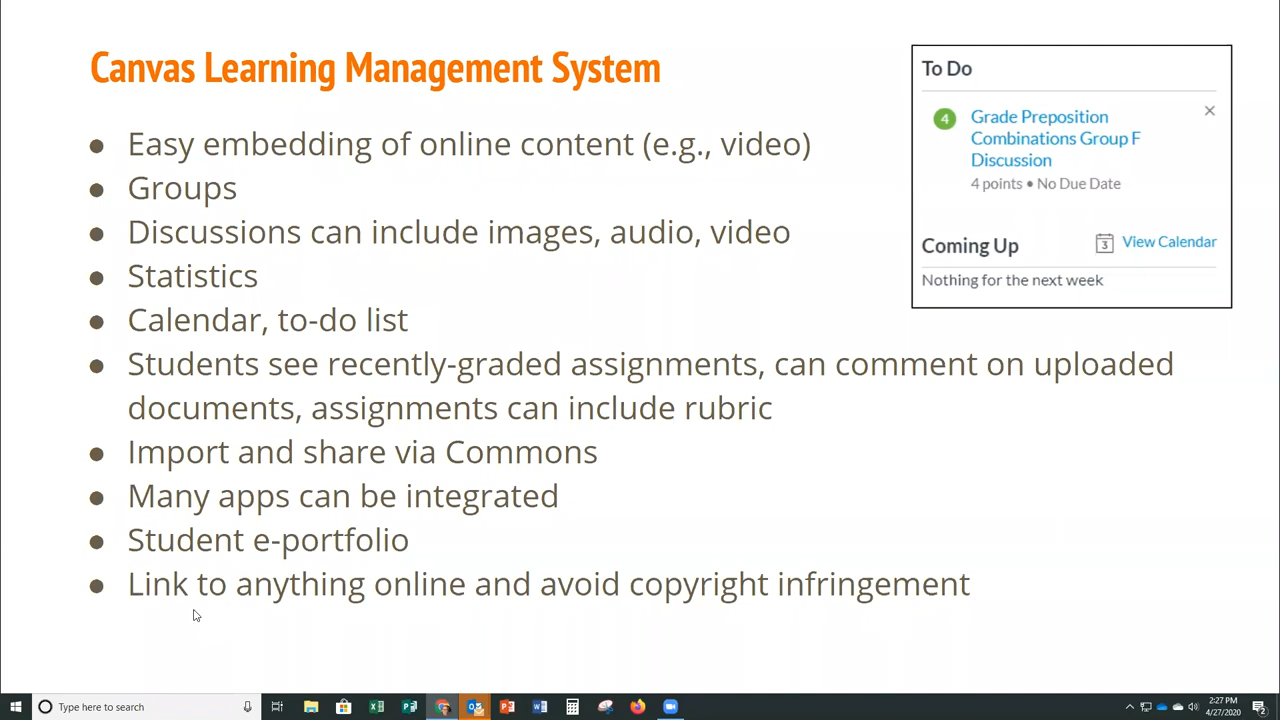 Canvas Learning Management System
● Easy embedding of online content (e.g., video)
● Groups
● Discussions can include images, audio, video
● Statistics
● Calendar, to-do list
● Students see recently-graded assignments, can comment on uploaded
documents, assignments can include rubric
● Import and share via Commons
● Many apps can be integrated
● Student e-portfolio
● Link to anything online and avoid copyright infringement
To Do
4
Grade Preposition
Combinations Group F
Discussion
4 points • No Due Date
Coming Up
3 View Calendar
Nothing for the next week
Type here to search
2:27 PM
4/27/2020
2